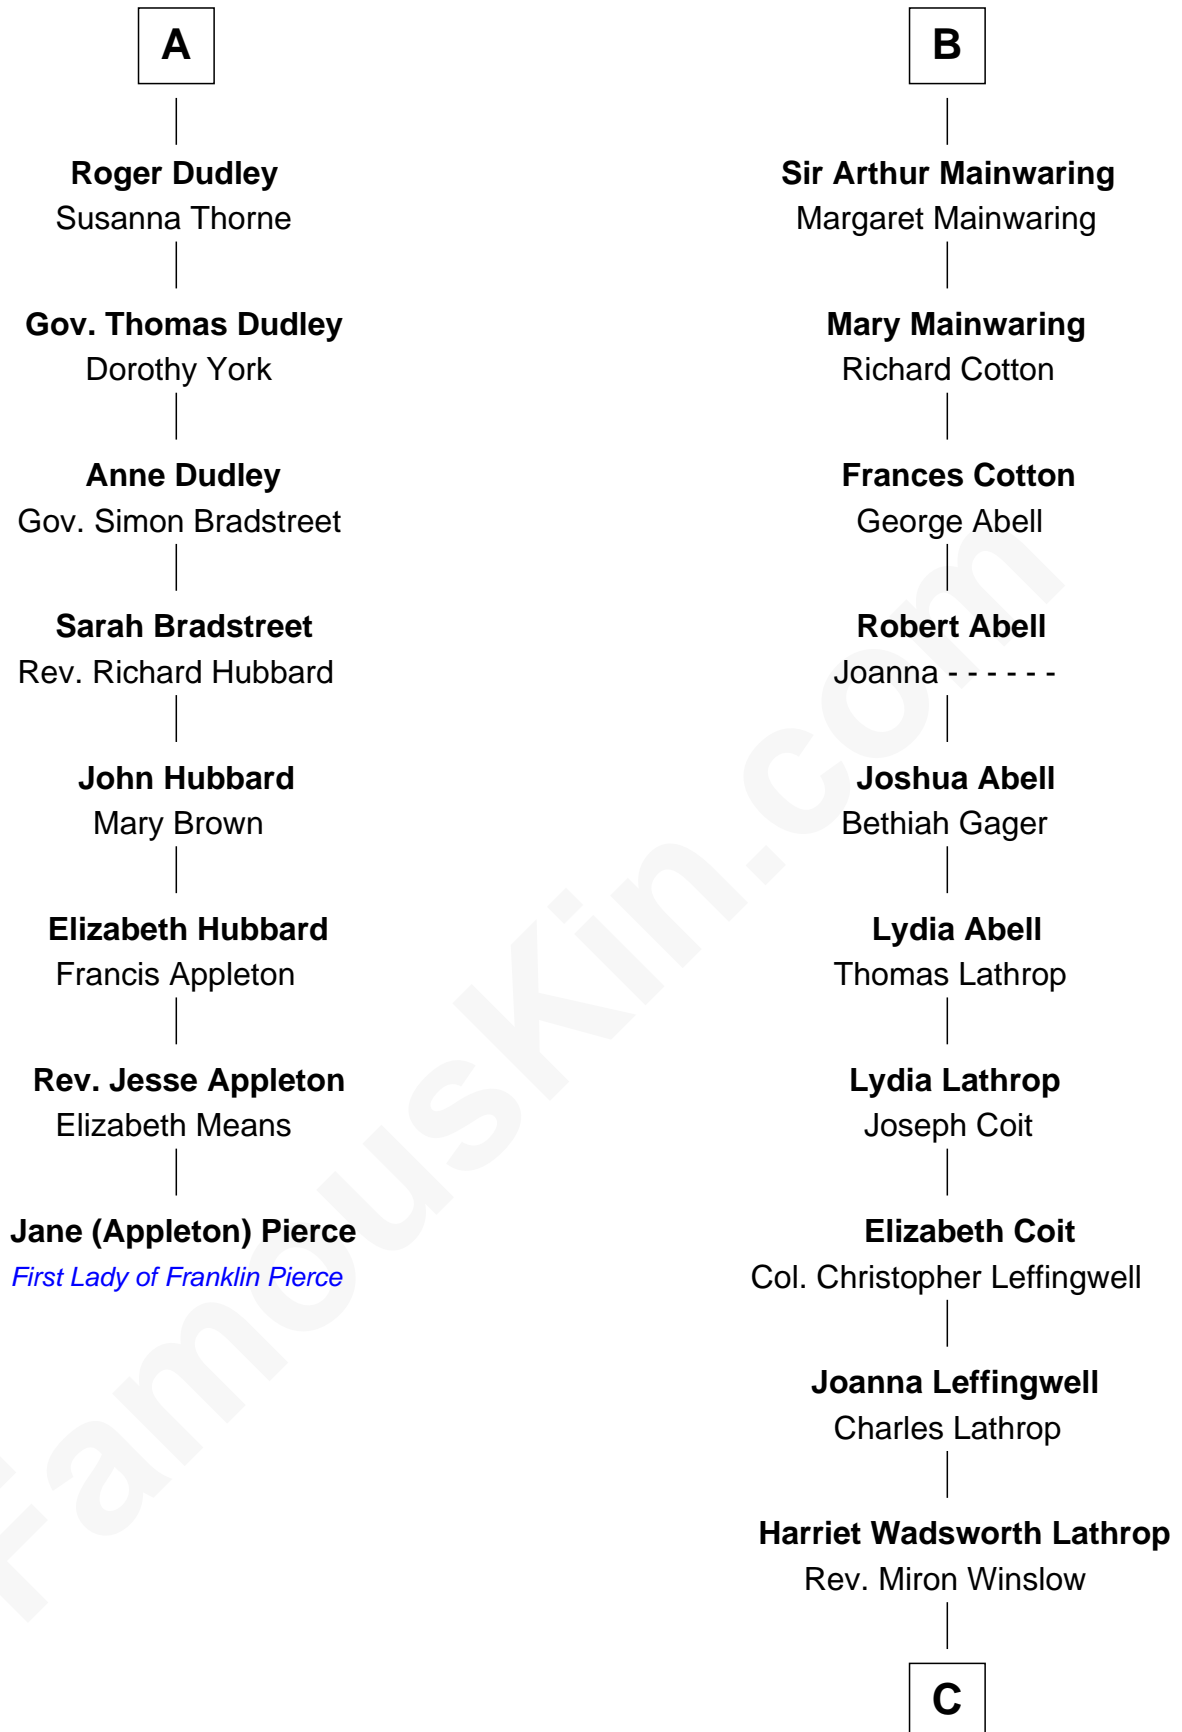 A
Roger Dudley
Susanna Thorne
Gov. Thomas Dudley
Dorothy York
Anne Dudley
Gov. Simon Bradstreet
Sarah Bradstreet
Rev. Richard Hubbard
John Hubbard
Mary Brown
Elizabeth Hubbard
Francis Appleton
Rev. Jesse Appleton
Elizabeth Means
Jane (Appleton) Pierce
First Lady of Franklin Pierce
B
Sir Arthur Mainwaring
Margaret Mainwaring
Mary Mainwaring
Richard Cotton
Frances Cotton
George Abell
Robert Abell
Joanna - - - - - -
Joshua Abell
Bethiah Gager
Lydia Abell
Thomas Lathrop
Lydia Lathrop
Joseph Coit
Elizabeth Coit
Col. Christopher Leffingwell
Joanna Leffingwell
Charles Lathrop
Harriet Wadsworth Lathrop
Rev. Miron Winslow
C
FamousKin.com